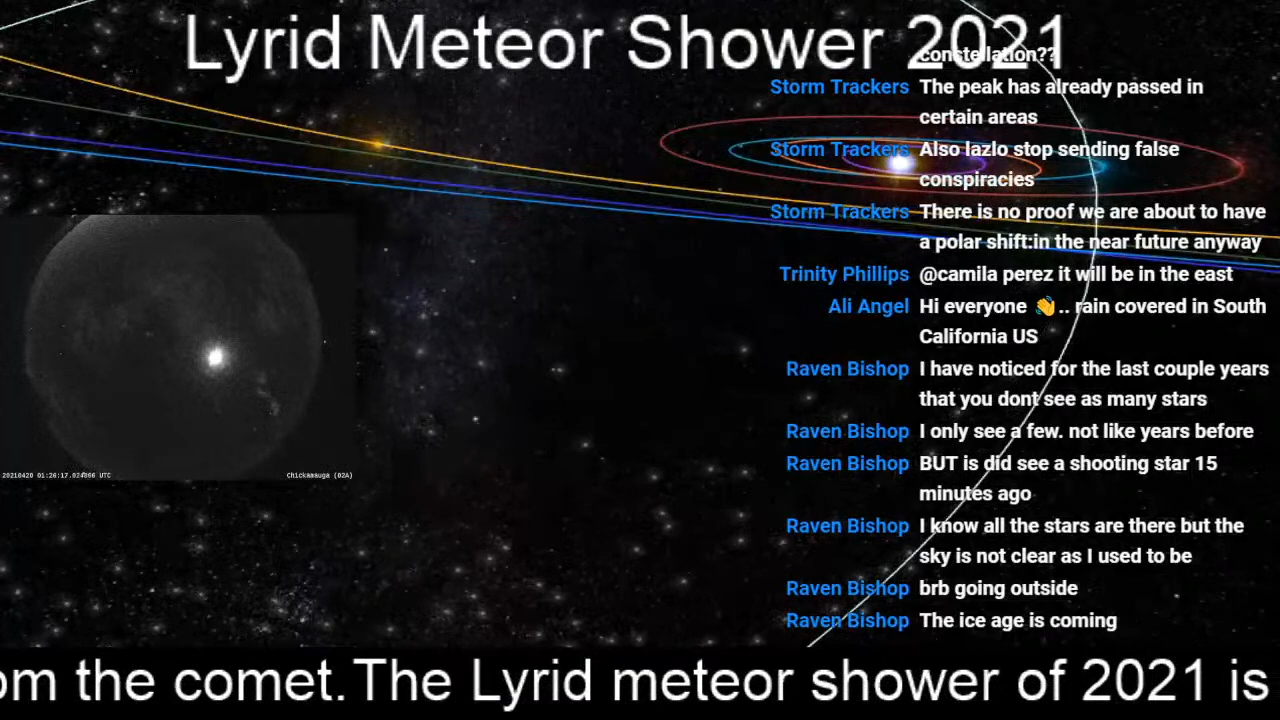 Lyrid Meteor Shower 2021
constellation??
Storm Trackers The peak has already passed in
certain areas
Storm Trackers Also lazlo stop sending false
conspiracies
Storm Trackers There is no proof we are about to have
a polar shift:in the near future anyway
Trinity Phillips @camila perez it will be in the east
Ali Angel Hi everyone 👋.. rain covered in South
California US
Raven Bishop I have noticed for the last couple years
that you dont see as many stars
Raven Bishop I only see a few. not like years before
Raven Bishop BUT is did see a shooting star 15
minutes ago
Raven Bishop I know all the stars are there but the
sky is not clear as I used to be
Raven Bishop brb going outside
Raven Bishop The ice age is coming
Chickamauga (02A)
om the comet.The Lyrid meteor shower of 2021 is